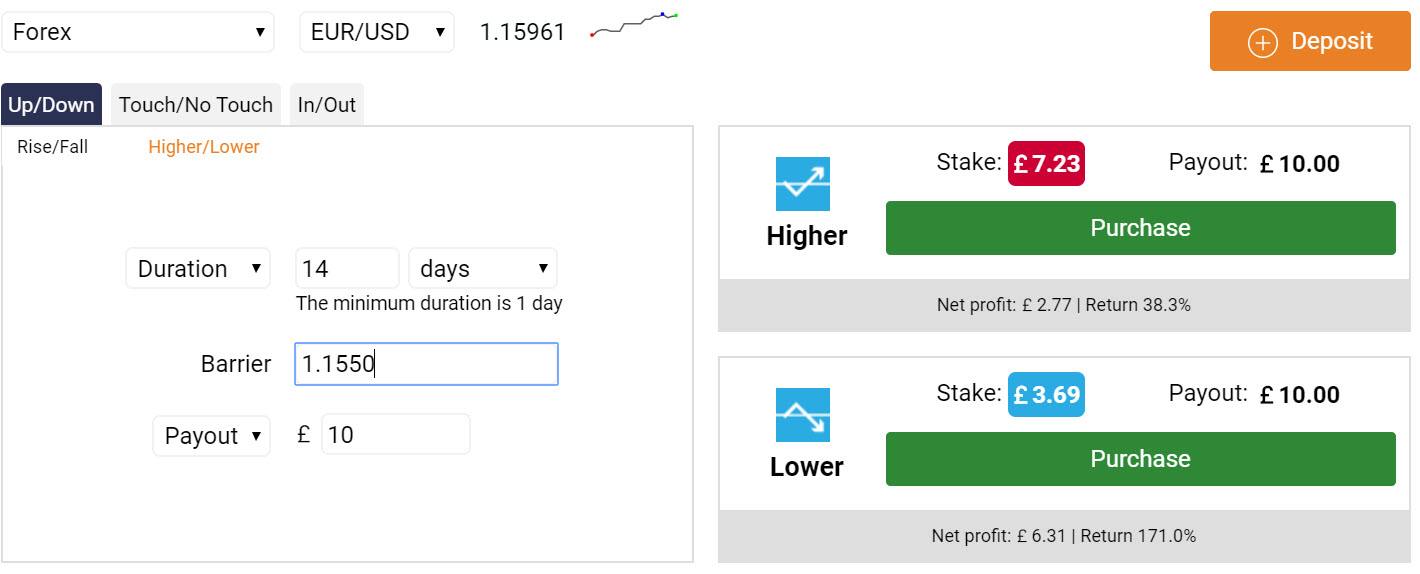 Forex EUR/USD 1.15961
Deposit
Up/Down Touch/No Touch In/Out
Rise/Fall Higher/Lower
Duration 14 days
The minimum duration is 1 day
Barrier 1.1550
Payout £ 10
Stake: £ 7.23 Payout: £ 10.00
Higher
Purchase
Net profit: £ 2.77 | Return 38.3%
Stake: £ 3.69 Payout: £ 10.00
Lower
Purchase
Net profit: £ 6.31 | Return 171.0%